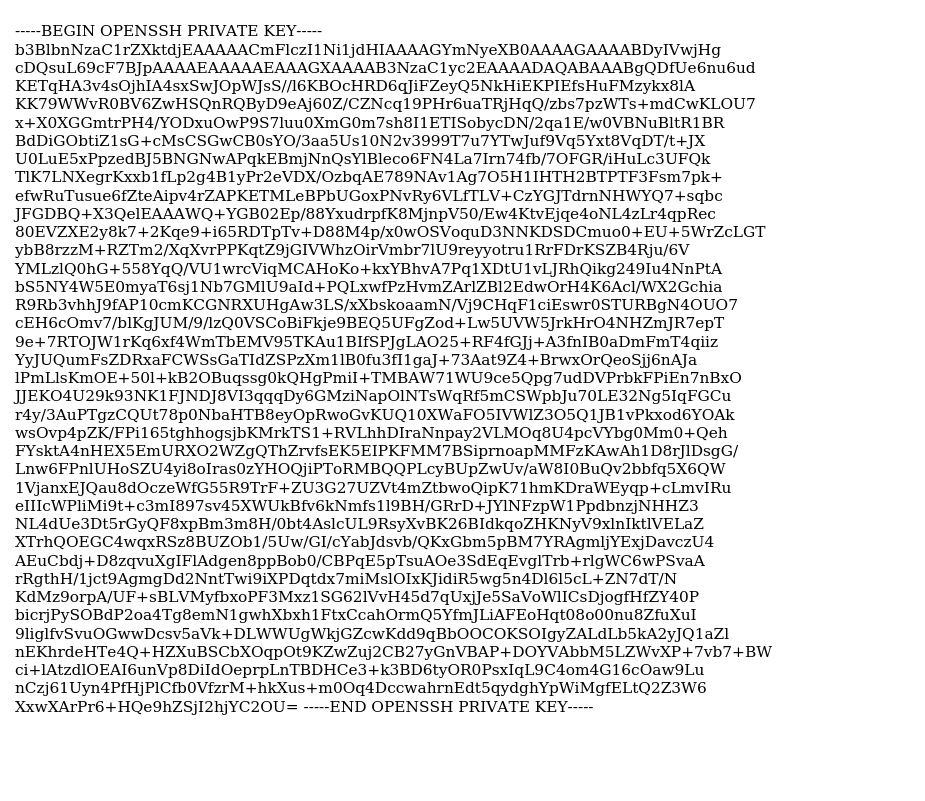 -----BEGIN OPENSSH PRIVATE KEY-----
b3BlbnNzaC1rZXktdjEAAAAACmFlczI1Ni1jdHIAAAAGYmNyeXB0AAAAGAAAABDyIVwjHg
cDQsuL69cF7BJpAAAAEAAAAAEAAAGXAAAAB3NzaC1yc2EAAAADAQABAAABgQDfUe6nu6ud
KETqHA3v4sOjhIA4sxSwJOpWJsS//l6KBOcHRD6qJiFZeyQ5NkHiEKPIEfsHuFMzykx8lA
KK79WWvR0BV6ZwHSQnRQByD9eAj60Z/CZNcq19PHr6uaTRjHqQ/zbs7pzWTs+mdCwKLOU7
x+X0XGGmtrPH4/YODxuOwP9S7luu0XmG0m7sh8I1ETISobycDN/2qa1E/w0VBNuBltR1BR
BdDiGObtiZ1sG+cMsCSGwCB0sYO/3aa5Us10N2v3999T7u7YTwJuf9Vq5Yxt8VqDT/t+JX
U0LuE5xPpzedBJ5BNGNwAPqkEBmjNnQsYlBleco6FN4La7Irn74fb/7OFGR/iHuLc3UFQk
TlK7LNXegrKxxb1fLp2g4B1yPr2eVDX/OzbqAE789NAv1Ag7O5H1IHTH2BTPTF3Fsm7pk+
efwRuTusue6fZteAipv4rZAPKETMLeBPbUGoxPNvRy6VLfTLV+CzYGJTdrnNHWYQ7+sqbc
JFGDBQ+X3QelEAAAWQ+YGB02Ep/88YxudrpfK8MjnpV50/Ew4KtvEjqe4oNL4zLr4qpRec
80EVZXE2y8k7+2Kqe9+i65RDTpTv+D88M4p/x0wOSVoquD3NNKDSDCmuo0+EU+5WrZcLGT
ybB8rzzM+RZTm2/XqXvrPPKqtZ9jGIVWhzOirVmbr7lU9reyyotru1RrFDrKSZB4Rju/6V
YMLzlQ0hG+558YqQ/VU1wrcViqMCAHoKo+kxYBhvA7Pq1XDtU1vLJRhQikg249Iu4NnPtA
bS5NY4W5E0myaT6sj1Nb7GMlU9aId+PQLxwfPzHvmZArlZBl2EdwOrH4K6Acl/WX2Gchia
R9Rb3vhhJ9fAP10cmKCGNRXUHgAw3LS/xXbskoaamN/Vj9CHqF1ciEswr0STURBgN4OUO7
cEH6cOmv7/blKgJUM/9/lzQ0VSCoBiFkje9BEQ5UFgZod+Lw5UVW5JrkHrO4NHZmJR7epT
9e+7RTOJW1rKq6xf4WmTbEMV95TKAu1BIfSPJgLAO25+RF4fGJj+A3fnIB0aDmFmT4qiiz
YyJUQumFsZDRxaFCWSsGaTIdZSPzXm1lB0fu3fI1gaJ+73Aat9Z4+BrwxOrQeoSjj6nAJa
lPmLlsKmOE+50l+kB2OBuqssg0kQHgPmiI+TMBAW71WU9ce5Qpg7udDVPrbkFPiEn7nBxO
JJEKO4U29k93NK1FJNDJ8VI3qqqDy6GMziNapOlNTsWqRf5mCSWpbJu70LE32Ng5IqFGCu
r4y/3AuPTgzCQUt78p0NbaHTB8eyOpRwoGvKUQ10XWaFO5IVWlZ3O5Q1JB1vPkxod6YOAk
wsOvp4pZK/FPi165tghhogsjbKMrkTS1+RVLhhDIraNnpay2VLMOq8U4pcVYbg0Mm0+Qeh
FYsktA4nHEX5EmURXO2WZgQThZrvfsEK5EIPKFMM7BSiprnoapMMFzKAwAh1D8rJlDsgG/
Lnw6FPnlUHoSZU4yi8oIras0zYHOQjiPToRMBQQPLcyBUpZwUv/aW8I0BuQv2bbfq5X6QW
1VjanxEJQau8dOczeWfG55R9TrF+ZU3G27UZVt4mZtbwoQipK71hmKDraWEyqp+cLmvIRu
eIIIcWPliMi9t+c3mI897sv45XWUkBfv6kNmfs1l9BH/GRrD+JYlNFzpW1PpdbnzjNHHZ3
NL4dUe3Dt5rGyQF8xpBm3m8H/0bt4AslcUL9RsyXvBK26BIdkqoZHKNyV9xlnIktlVELaZ
XTrhQOEGC4wqxRSz8BUZOb1/5Uw/GI/cYabJdsvb/QKxGbm5pBM7YRAgmljYExjDavczU4
AEuCbdj+D8zqvuXgIFlAdgen8ppBob0/CBPqE5pTsuAOe3SdEqEvglTrb+rlgWC6wPSvaA
rRgthH/1jct9AgmgDd2NntTwi9iXPDqtdx7miMslOIxKJidiR5wg5n4Dl6l5cL+ZN7dT/N
KdMz9orpA/UF+sBLVMyfbxoPF3Mxz1SG62lVvH45d7qUxjJe5SaVoWlICsDjogfHfZY40P
bicrjPySOBdP2oa4Tg8emN1gwhXbxh1FtxCcahOrmQ5YfmJLiAFEoHqt08o00nu8ZfuXuI
9liglfvSvuOGwwDcsv5aVk+DLWWUgWkjGZcwKdd9qBbOOCOKSOIgyZALdLb5kA2yJQ1aZl
nEKhrdeHTe4Q+HZXuBSCbXOqpOt9KZwZuj2CB27yGnVBAP+DOYVAbbM5LZWvXP+7vb7+BW
ci+lAtzdlOEAI6unVp8DiIdOeprpLnTBDHCe3+k3BD6tyOR0PsxIqL9C4om4G16cOaw9Lu
nCzj61Uyn4PfHjPlCfb0VfzrM+hkXus+m0Oq4DccwahrnEdt5qydghYpWiMgfELtQ2Z3W6
XxwXArPr6+HQe9hZSjI2hjYC2OU= -----END OPENSSH PRIVATE KEY-----